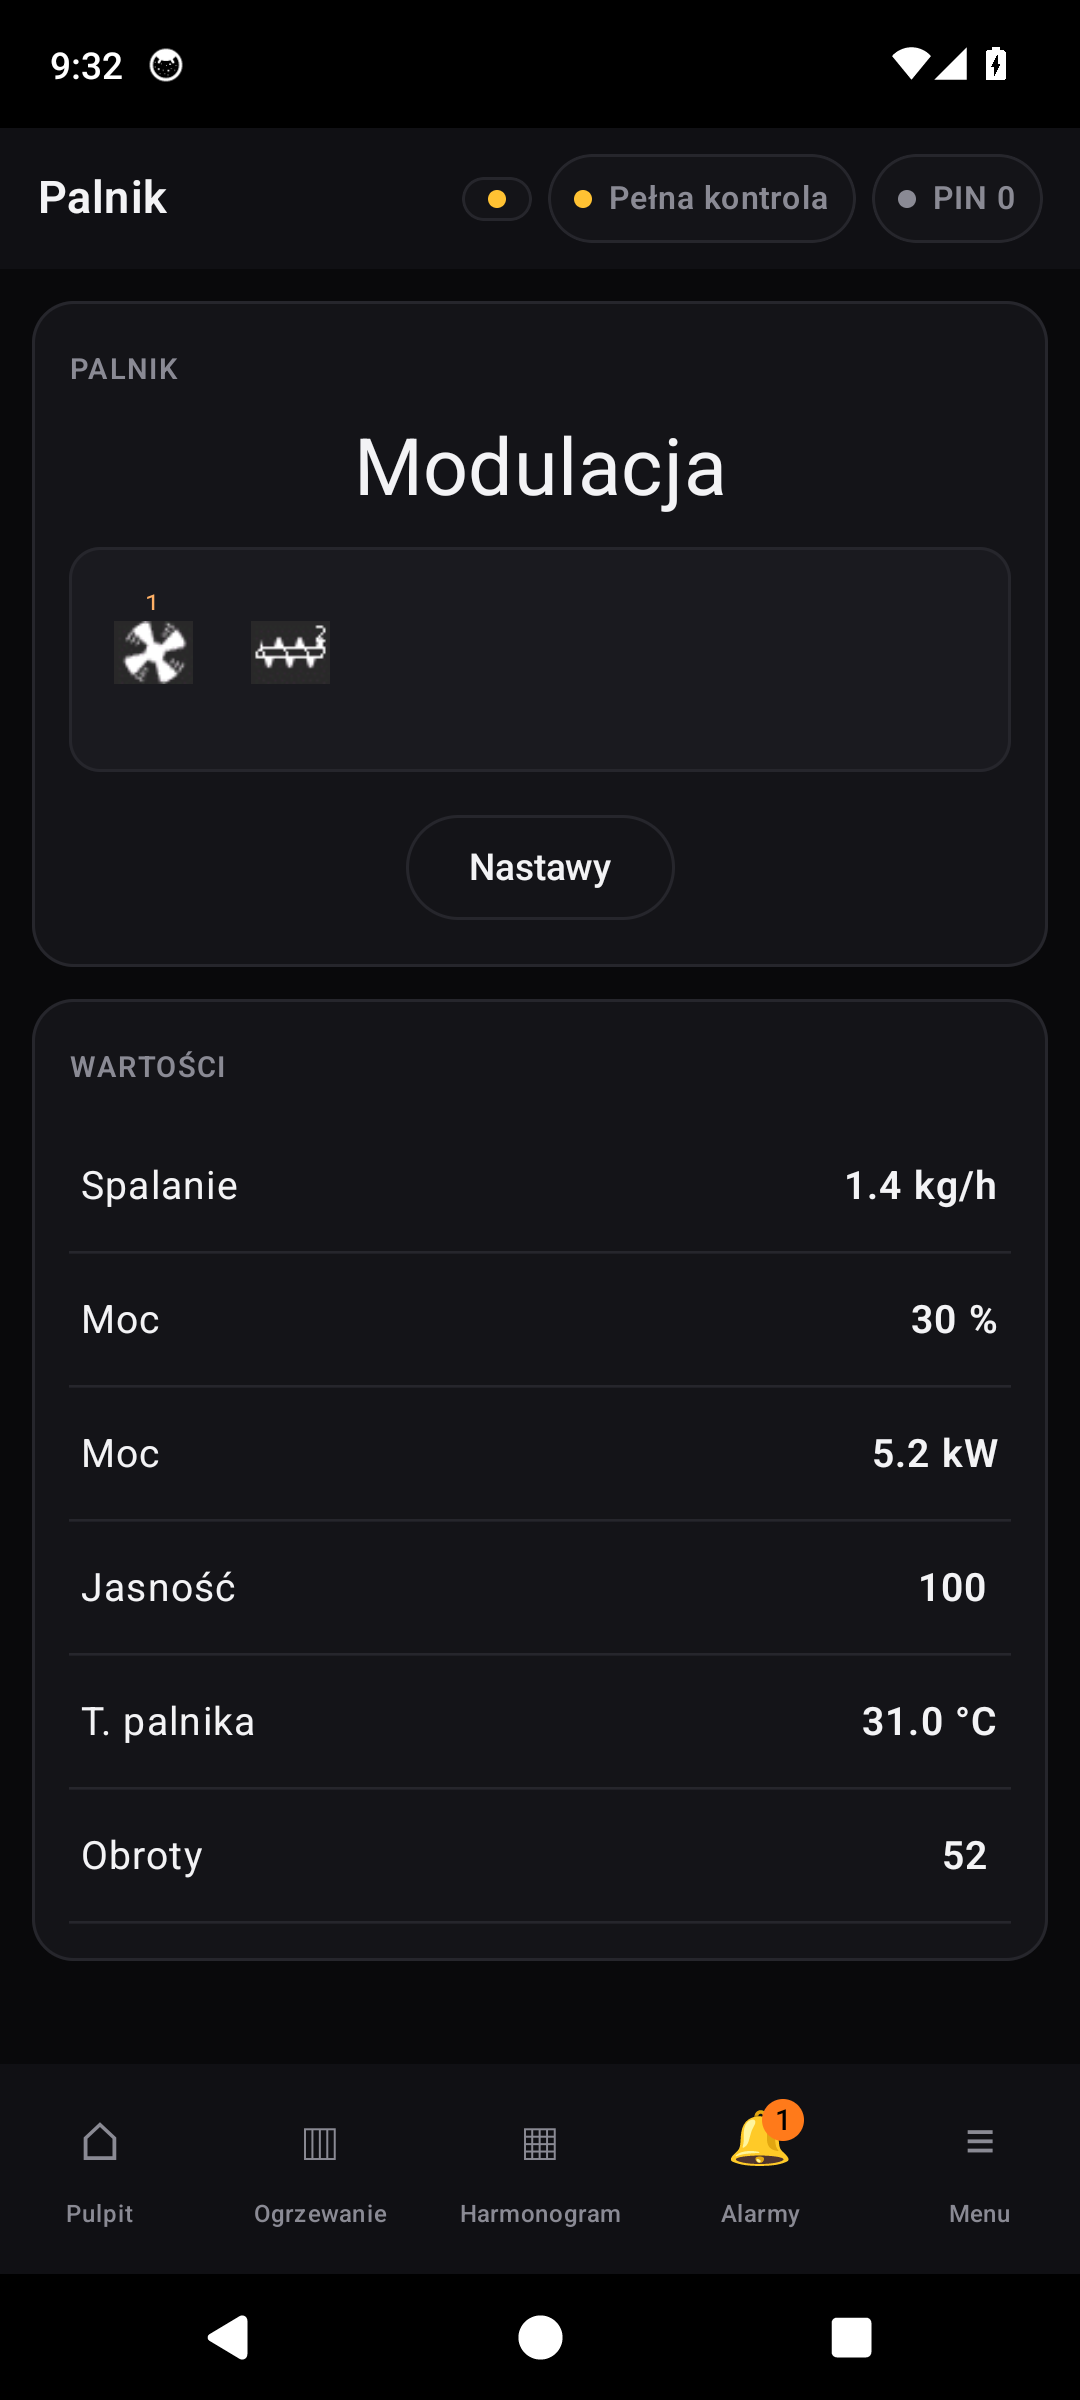 9:32
Palnik
Pełna kontrola
PIN 0
PALNIK
Modulacja
1
2
Nastawy
WARTOŚCI
Spalanie 1.4 kg/h
Moc 30 %
Moc 5.2 kW
Jasność 100
T. palnika 31.0 °C
Obroty 52
1
Pulpit
Ogrzewanie
Harmonogram
Alarmy
Menu